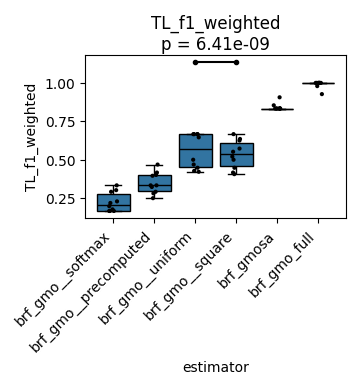 TL_f1_weighted
p = 6.41e-09
TL_f1_weighted
1.00
0.75
0.50
0.25
brf_gmo__softmax
brf_gmo__precomputed
brf_gmo__uniform
brf_gmo__square
brf_gmosa
brf_gmo_full
estimator